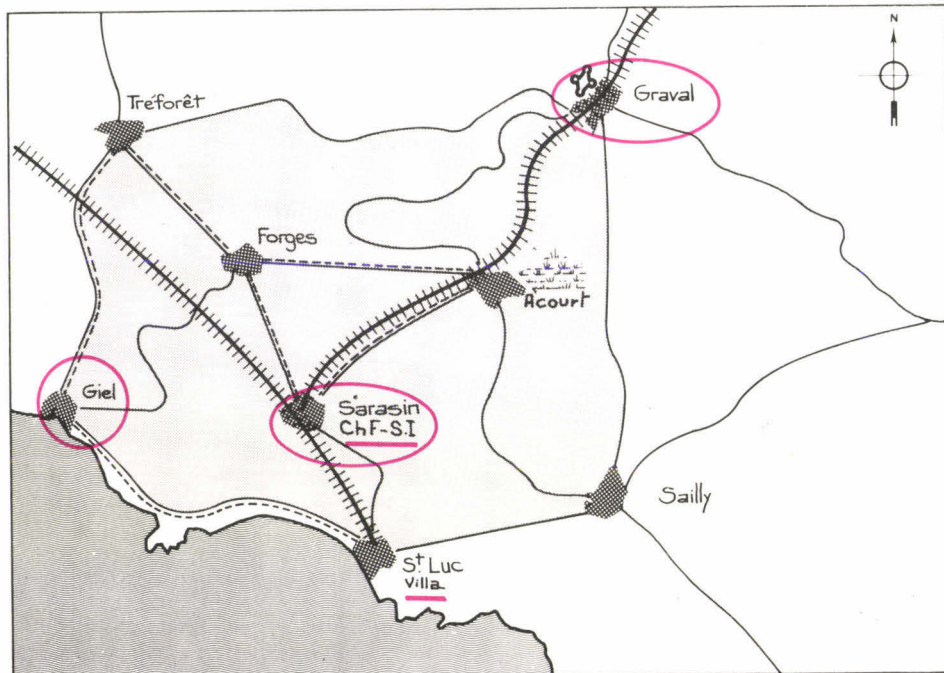 N
Graval
Tréforêt
Forges
Acourt
Giel
Sarasin
ChF-S.I
Sailly
St Luc
Villa